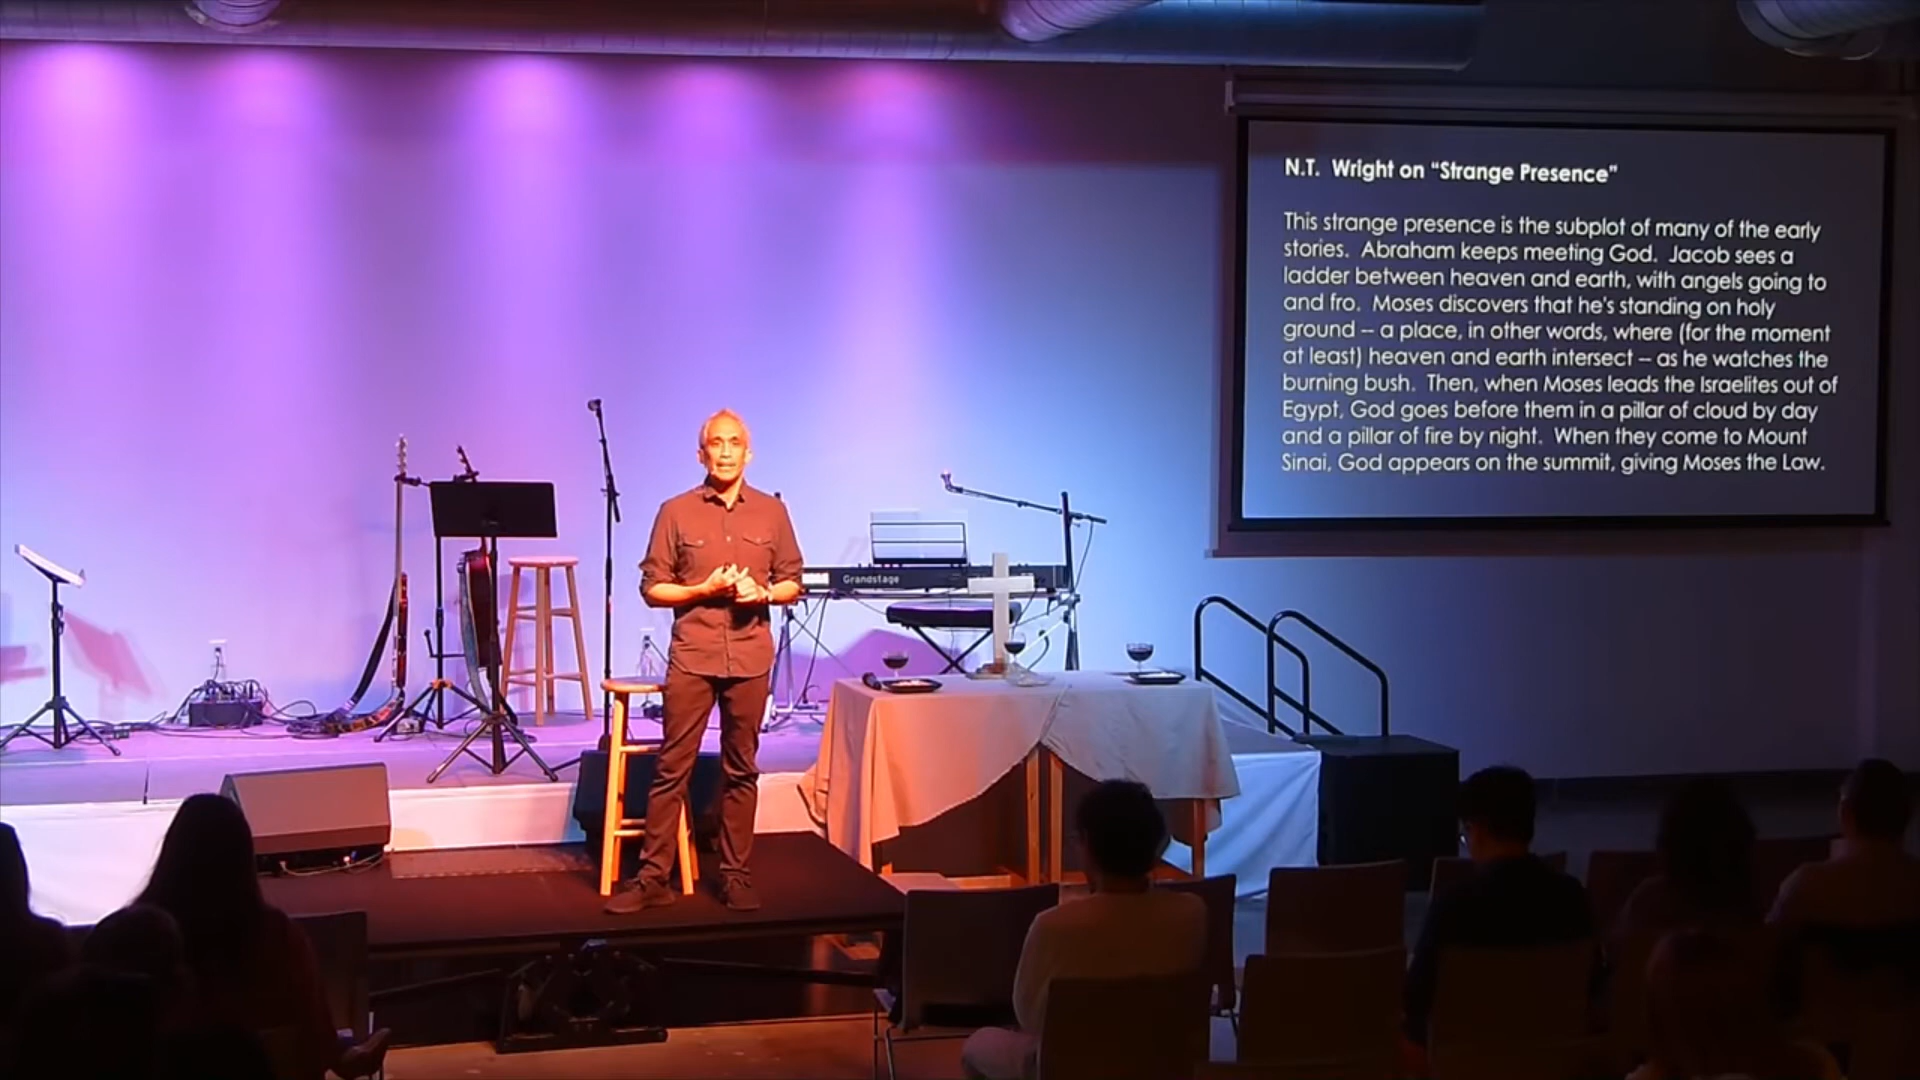 N.T. Wright on “Strange Presence”
This strange presence is the subplot of many of the early
stories. Abraham keeps meeting God. Jacob sees a
ladder between heaven and earth, with angels going to
and fro. Moses discovers that he's standing on holy
ground – a place, in other words, where (for the moment
at least) heaven and earth intersect – as he watches the
burning bush. Then, when Moses leads the Israelites out of
Egypt, God goes before them in a pillar of cloud by day
and a pillar of fire by night. When they come to Mount
Sinai, God appears on the summit, giving Moses the Law.
Grandstage